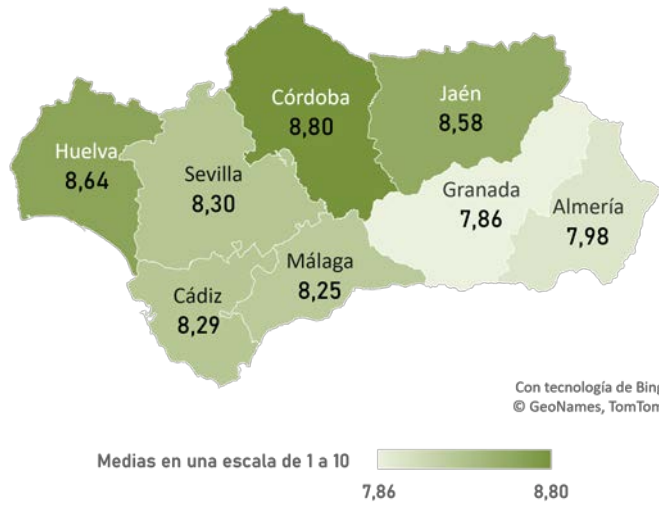 Córdoba
8,80
Jaén
8,58
Huelva
8,64
Sevilla
8,30
Granada
7,86
Almería
7,98
Málaga
8,25
Cádiz
8,29
Con tecnología de Bing
© GeoNames, TomTom
Medias en una escala de 1 a 10
7,86
8,80